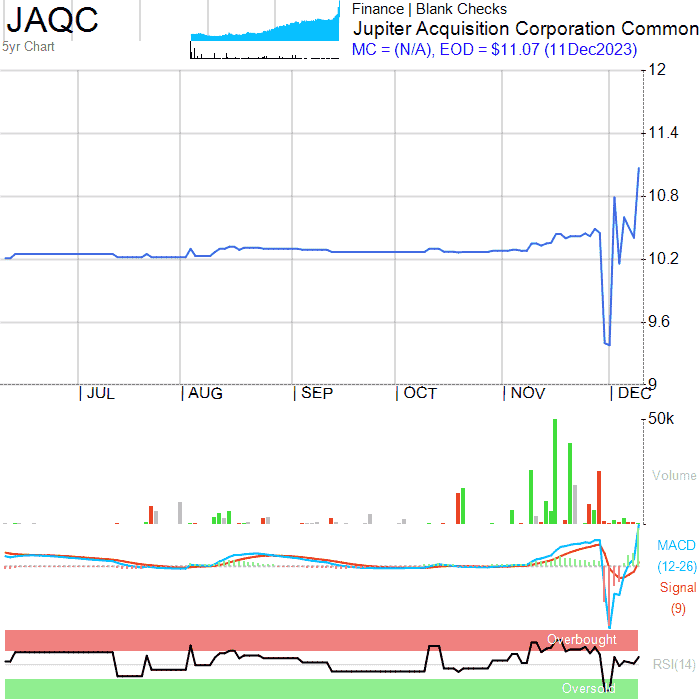 JAQC
5yr Chart
Finance | Blank Checks
Jupiter Acquisition Corporation Common
MC = (N/A), EOD = $11.07 (11Dec2023)
12
11.4
10.8
10.2
9.6
9
| JUL | AUG | SEP | OCT | NOV | DEC
50k
Volume
MACD
(12-26)
Signal
(9)
Overbought
RSI(14)
Oversold